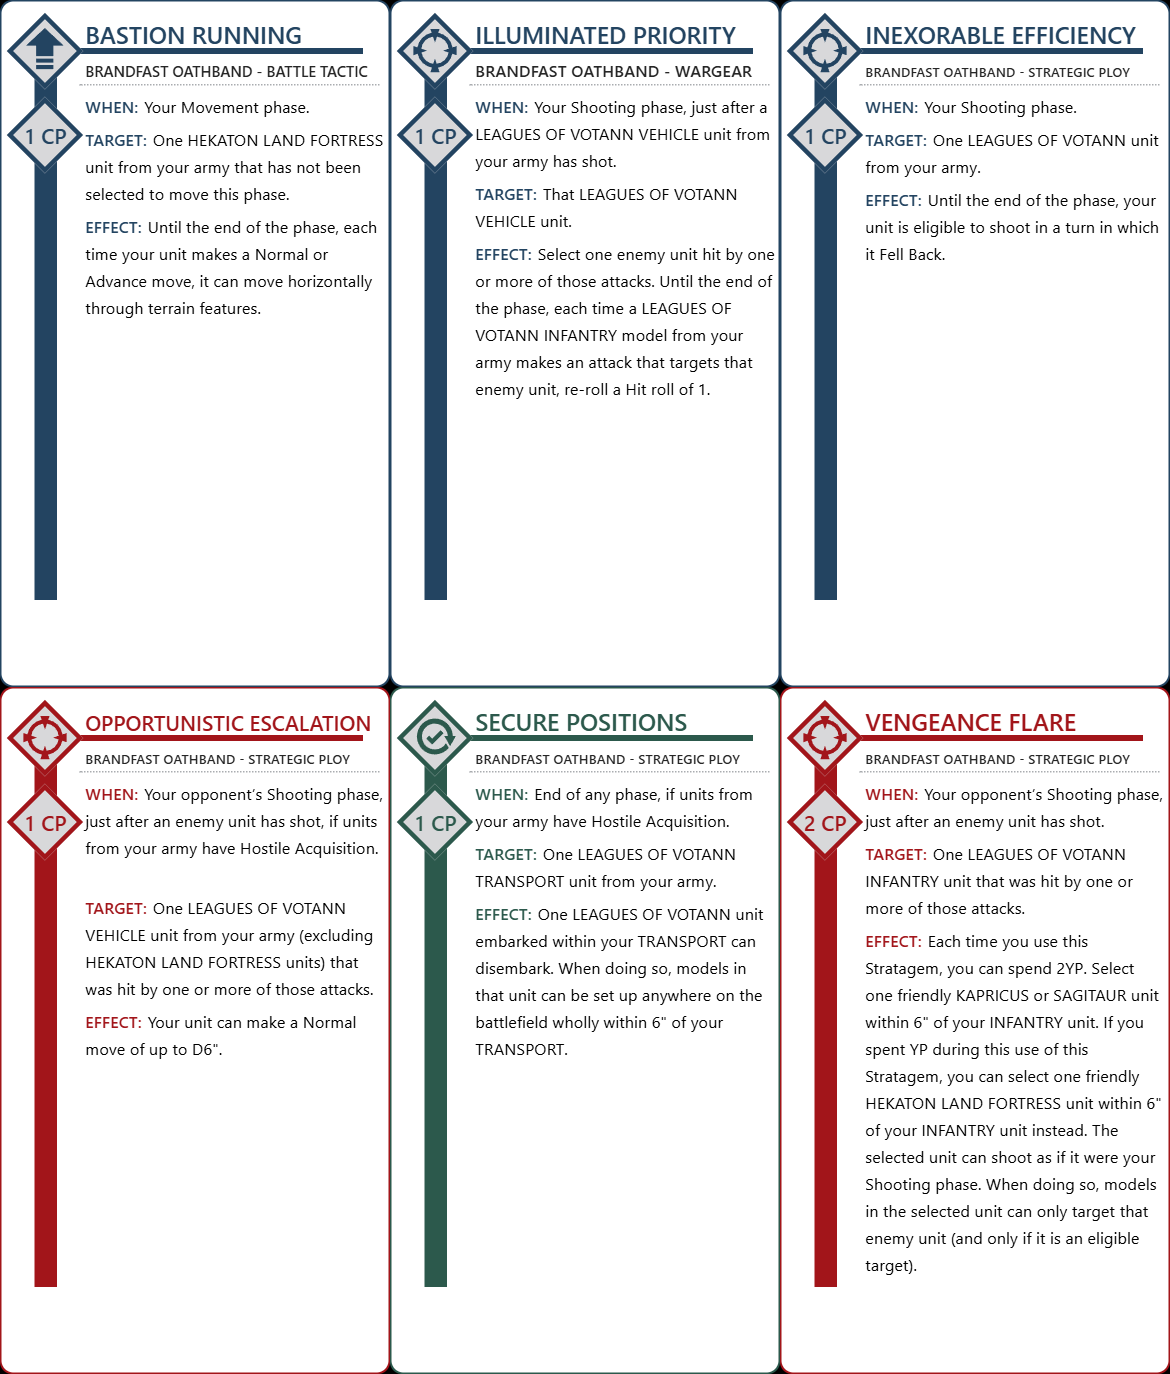 BASTION RUNNING
BRANDFAST OATHBAND - BATTLE TACTIC
1 CP
WHEN: Your Movement phase.
TARGET: One HEKATON LAND FORTRESS
unit from your army that has not been
selected to move this phase.
EFFECT: Until the end of the phase, each
time your unit makes a Normal or
Advance move, it can move horizontally
through terrain features.
ILLUMINATED PRIORITY
BRANDFAST OATHBAND - WARGEAR
1 CP
WHEN: Your Shooting phase, just after a
LEAGUES OF VOTANN VEHICLE unit from
your army has shot.
TARGET: That LEAGUES OF VOTANN
VEHICLE unit.
EFFECT: Select one enemy unit hit by one
or more of those attacks. Until the end of
the phase, each time a LEAGUES OF
VOTANN INFANTRY model from your
army makes an attack that targets that
enemy unit, re-roll a Hit roll of 1.
INEXORABLE EFFICIENCY
BRANDFAST OATHBAND - STRATEGIC PLOY
1 CP
WHEN: Your Shooting phase.
TARGET: One LEAGUES OF VOTANN unit
from your army.
EFFECT: Until the end of the phase, your
unit is eligible to shoot in a turn in which
it Fell Back.
OPPORTUNISTIC ESCALATION
BRANDFAST OATHBAND - STRATEGIC PLOY
1 CP
WHEN: Your opponent's Shooting phase,
just after an enemy unit has shot, if units
from your army have Hostile Acquisition.
TARGET: One LEAGUES OF VOTANN
VEHICLE unit from your army (excluding
HEKATON LAND FORTRESS units) that
was hit by one or more of those attacks.
EFFECT: Your unit can make a Normal
move of up to D6".
SECURE POSITIONS
BRANDFAST OATHBAND - STRATEGIC PLOY
1 CP
WHEN: End of any phase, if units from
your army have Hostile Acquisition.
TARGET: One LEAGUES OF VOTANN
TRANSPORT unit from your army.
EFFECT: One LEAGUES OF VOTANN unit
embarked within your TRANSPORT can
disembark. When doing so, models in
that unit can be set up anywhere on the
battlefield wholly within 6" of your
TRANSPORT.
VENGEANCE FLARE
BRANDFAST OATHBAND - STRATEGIC PLOY
2 CP
WHEN: Your opponent's Shooting phase,
just after an enemy unit has shot.
TARGET: One LEAGUES OF VOTANN
INFANTRY unit that was hit by one or
more of those attacks.
EFFECT: Each time you use this
Stratagem, you can spend 2YP. Select
one friendly KAPRICUS or SAGITAUR unit
within 6" of your INFANTRY unit. If you
spent YP during this use of this
Stratagem, you can select one friendly
HEKATON LAND FORTRESS unit within 6"
of your INFANTRY unit instead. The
selected unit can shoot as if it were your
Shooting phase. When doing so, models
in the selected unit can only target that
enemy unit (and only if it is an eligible
target).